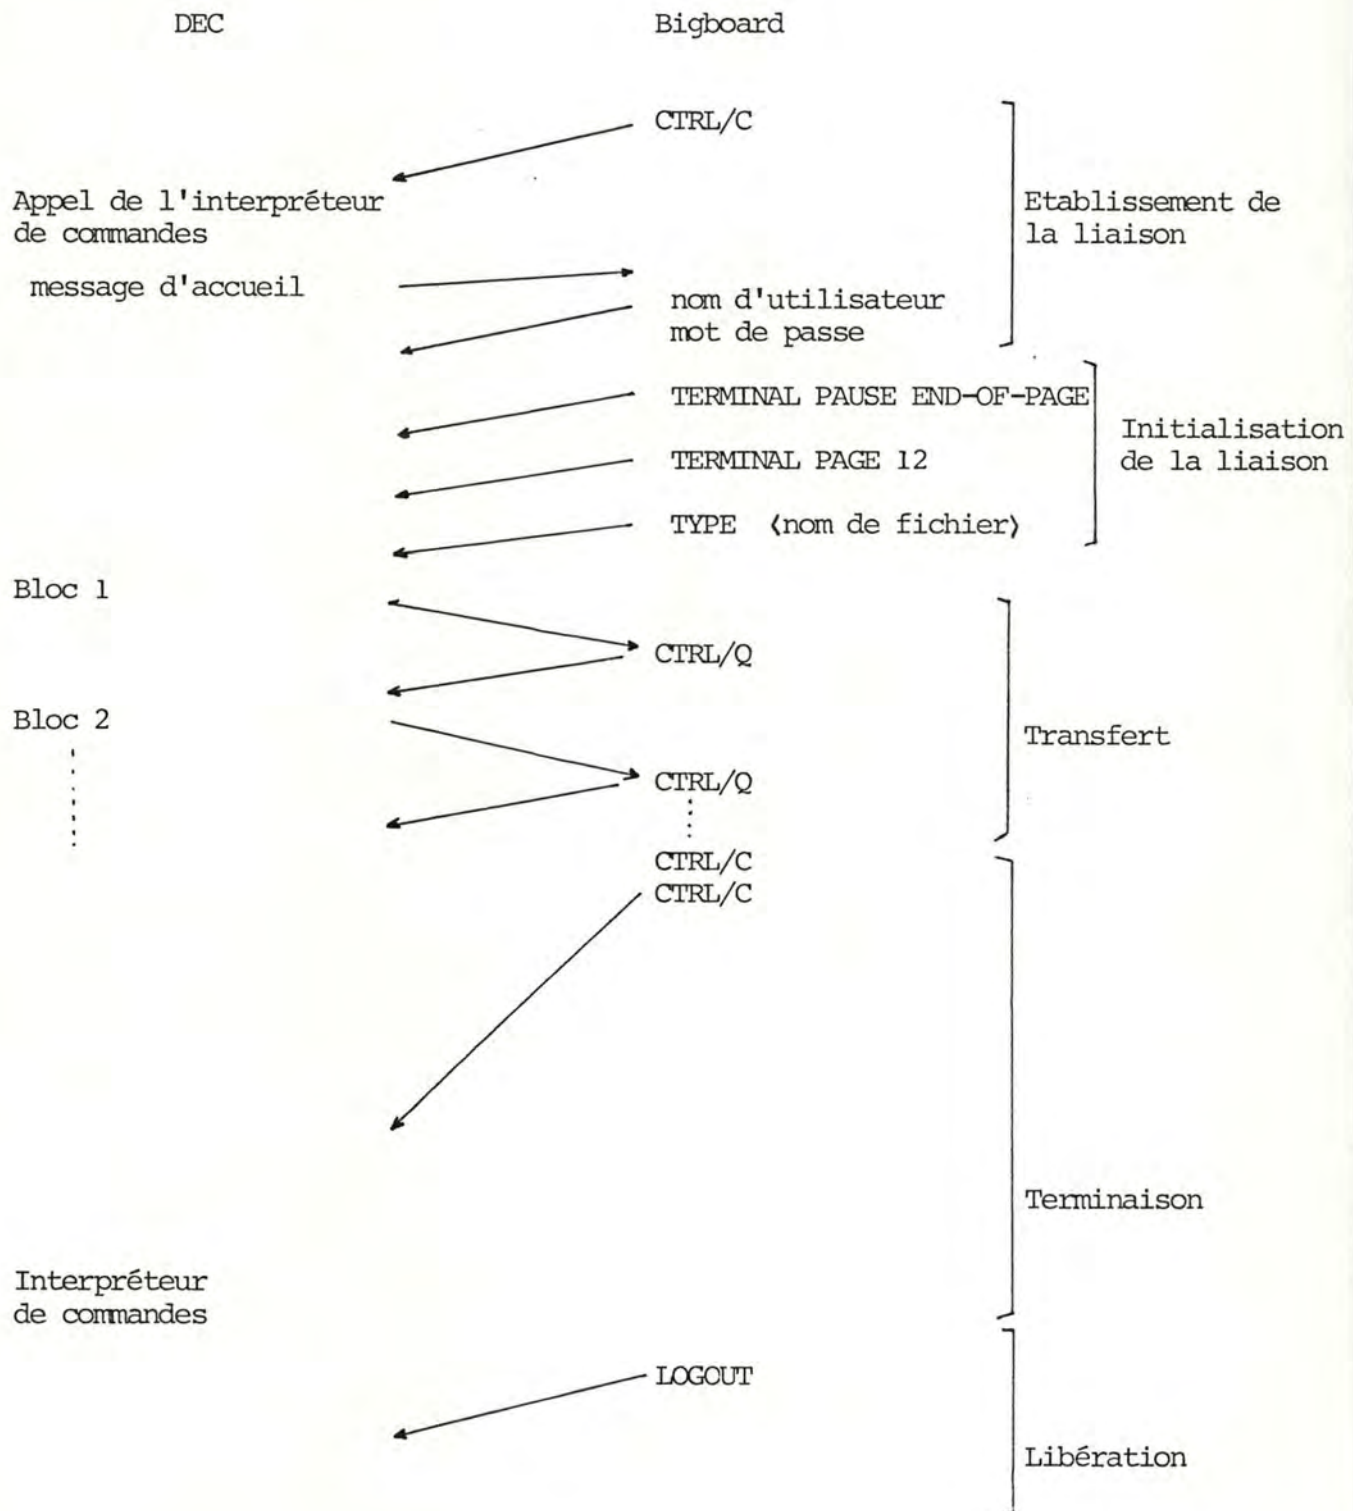 DEC Bigboard
CTRL/C
Appel de l'interpréteur
de commandes
Etablissement de
la liaison
message d'accueil
nom d'utilisateur
mot de passe
TERMINAL PAUSE END-OF-PAGE
Initialisation
de la liaison
TERMINAL PAGE 12
TYPE <nom de fichier>
Bloc 1
CTRL/Q
Bloc 2
Transfert
CTRL/Q
CTRL/C
CTRL/C
Terminaison
Interpréteur
de commandes
LOGOUT
Libération